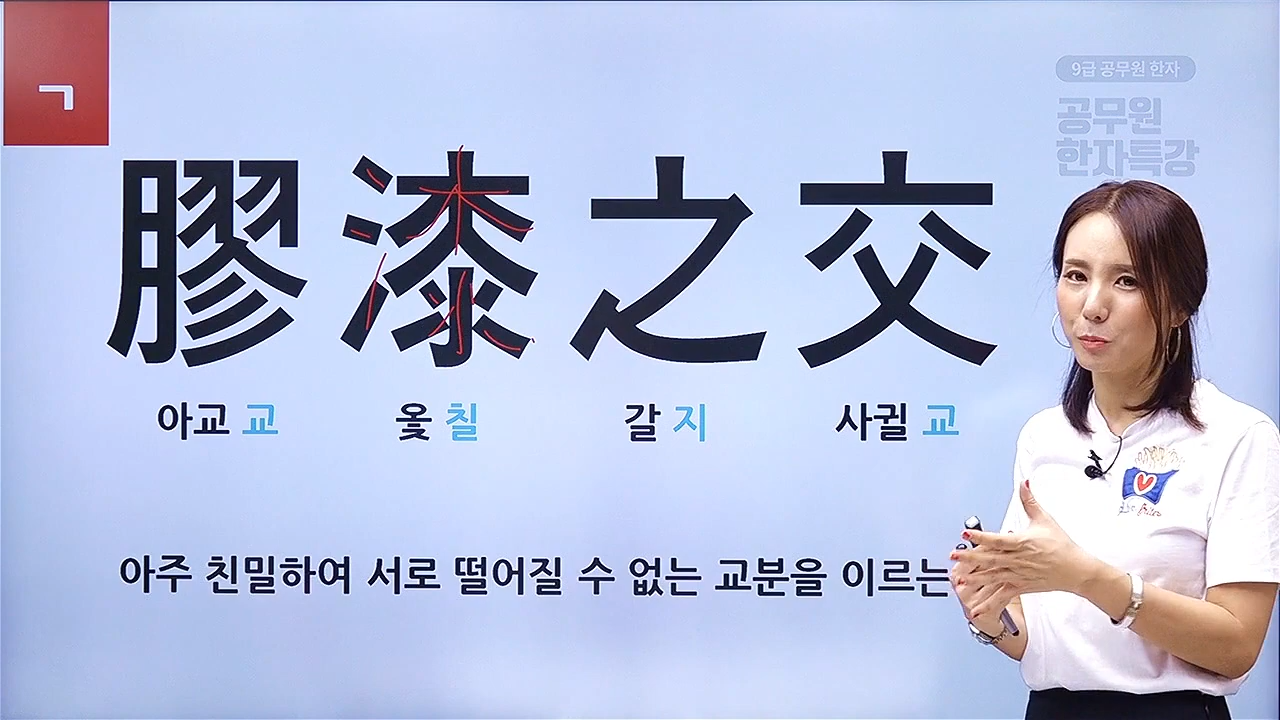 ㄱ
9급 공무원 한자
공무원
한자특강
膠漆之交
아교 교 옻 칠 갈 지 사귈 교
아주 친밀하여 서로 떨어질 수 없는 교분을 이르는